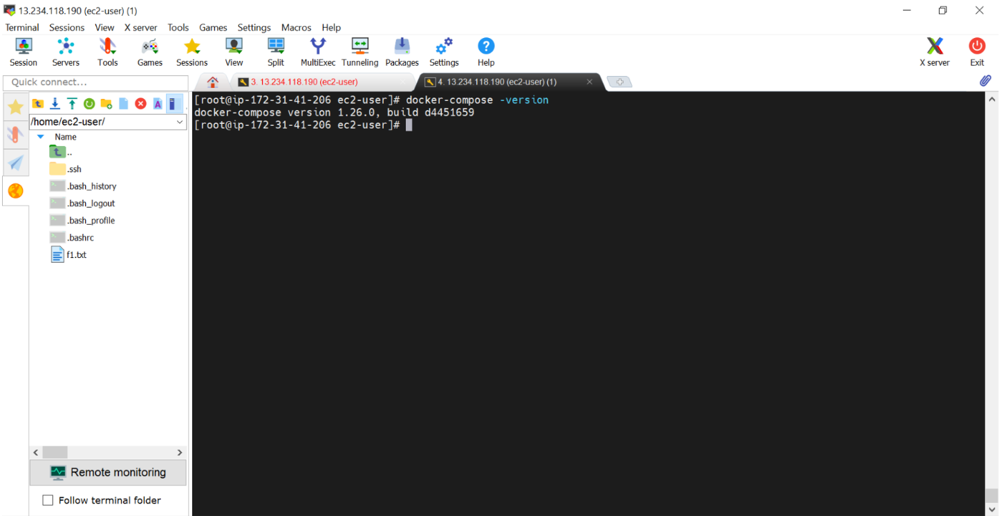 13.234.118.190 (ec2-user) (1)
Terminal Sessions View X server Tools Games Settings Macros Help
Session Servers Tools Games Sessions View Split MultiExec Tunneling Packages Settings Help X server Exit
Quick connect...
3. 13.234.118.190 (ec2-user)
4. 13.234.118.190 (ec2-user) (1)
/home/ec2-user/
Name
..
.ssh
.bash_history
.bash_logout
.bash_profile
.bashrc
f1.txt
Remote monitoring
Follow terminal folder
[root@ip-172-31-41-206 ec2-user]# docker-compose -version
docker-compose version 1.26.0, build d4451659
[root@ip-172-31-41-206 ec2-user]#